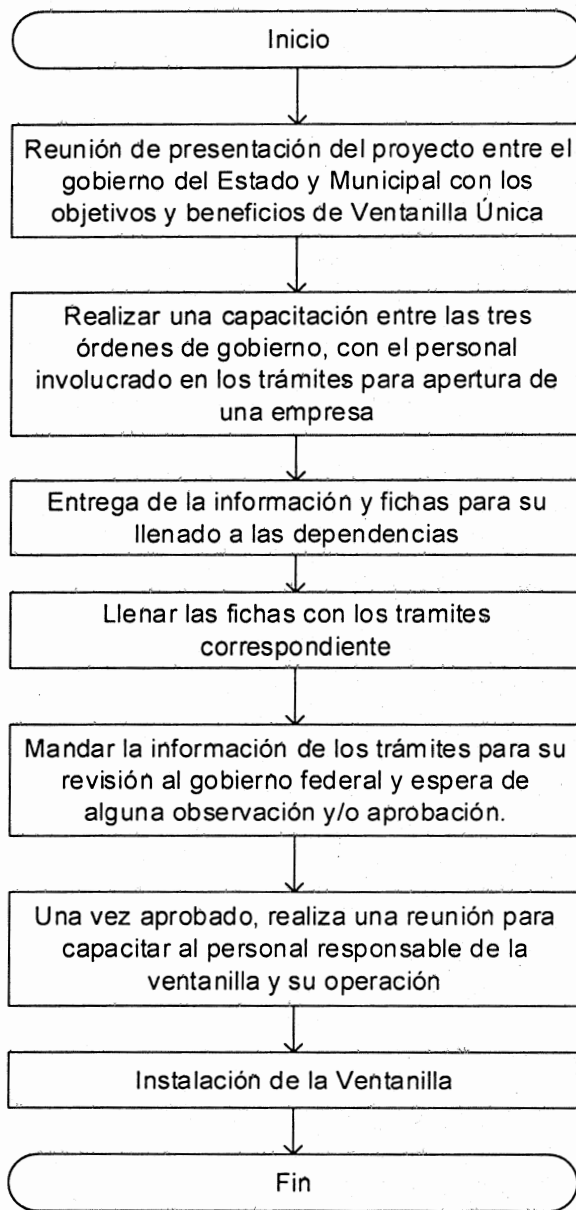 Inicio
Reunión de presentación del proyecto entre el
gobierno del Estado y Municipal con los
objetivos y beneficios de Ventanilla Única
Realizar una capacitación entre las tres
órdenes de gobierno, con el personal
involucrado en los trámites para apertura de
una empresa
Entrega de la información y fichas para su
llenado a las dependencias
Llenar las fichas con los tramites
correspondiente
Mandar la información de los trámites para su
revisión al gobierno federal y espera de
alguna observación y/o aprobación.
Una vez aprobado, realiza una reunión para
capacitar al personal responsable de la
ventanilla y su operación
Instalación de la Ventanilla
Fin